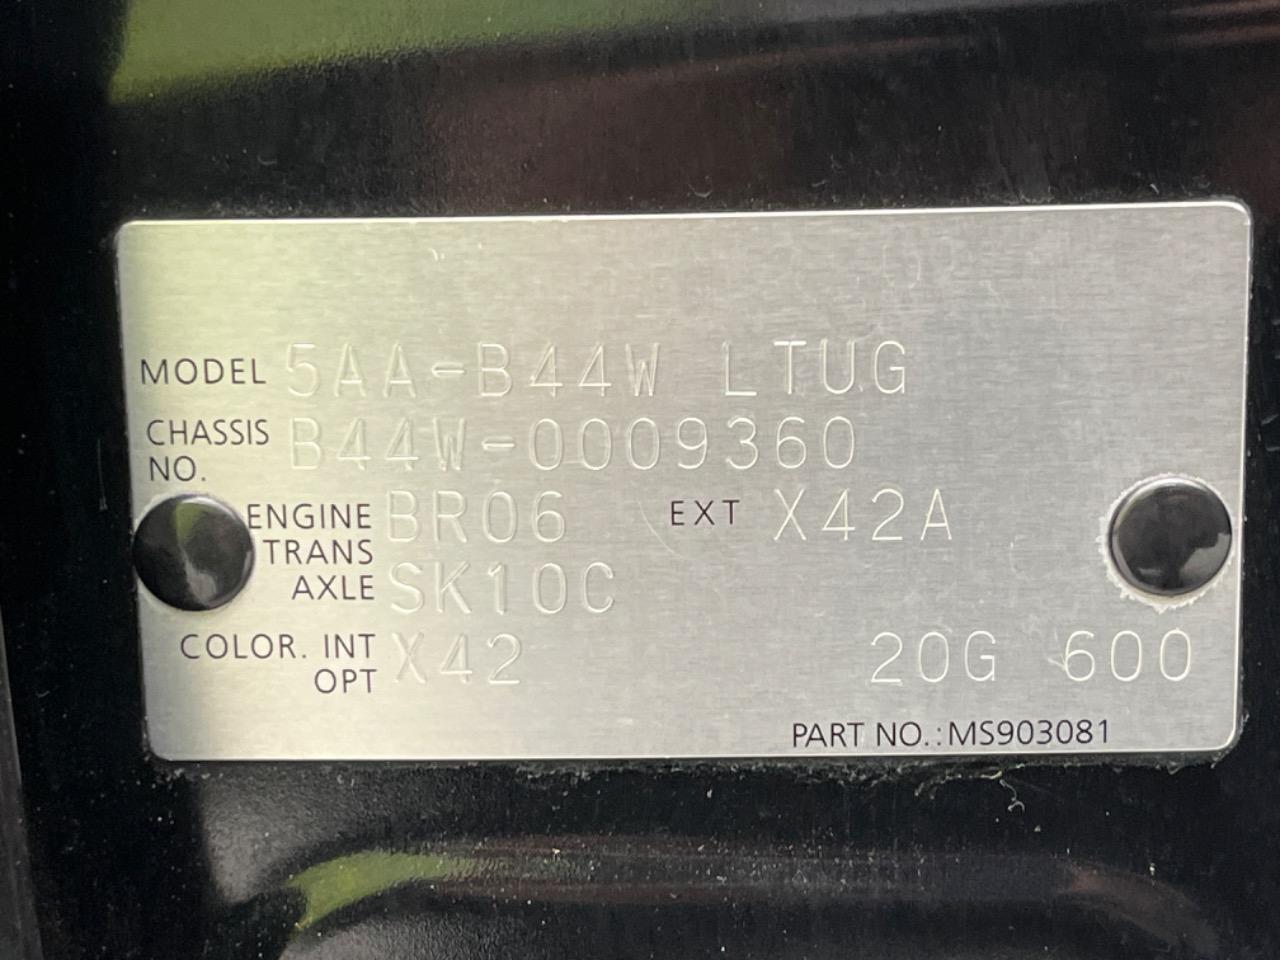 MODEL 5AA-B44W LTUG
CHASSIS NO. B44W-0009360
ENGINE BR06 EXT X42A
TRANS AXLE SK10C
COLOR. INT OPT X42 20G 600
PART NO.:MS903081